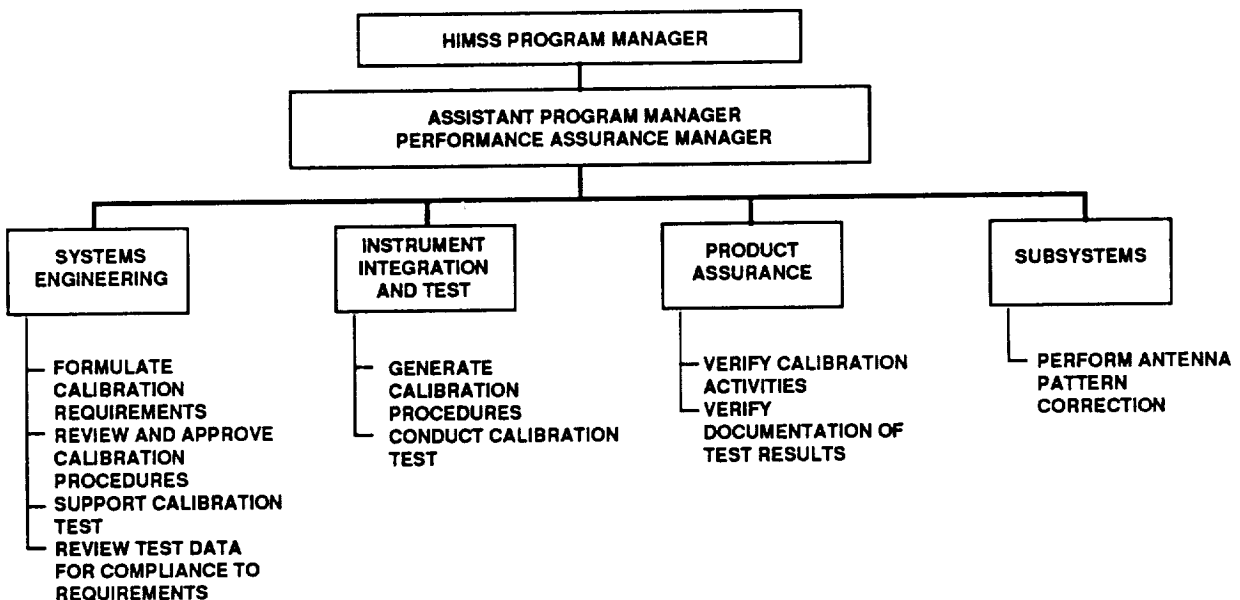 HIMSS PROGRAM MANAGER
ASSISTANT PROGRAM MANAGER
PERFORMANCE ASSURANCE MANAGER
SYSTEMS
ENGINEERING
FORMULATE
CALIBRATION
REQUIREMENTS
REVIEW AND APPROVE
CALIBRATION
PROCEDURES
SUPPORT CALIBRATION
TEST
REVIEW TEST DATA
FOR COMPLIANCE TO
REQUIREMENTS
INSTRUMENT
INTEGRATION
AND TEST
GENERATE
CALIBRATION
PROCEDURES
CONDUCT CALIBRATION
TEST
PRODUCT
ASSURANCE
VERIFY CALIBRATION
ACTIVITIES
VERIFY
DOCUMENTATION OF
TEST RESULTS
SUBSYSTEMS
PERFORM ANTENNA
PATTERN
CORRECTION